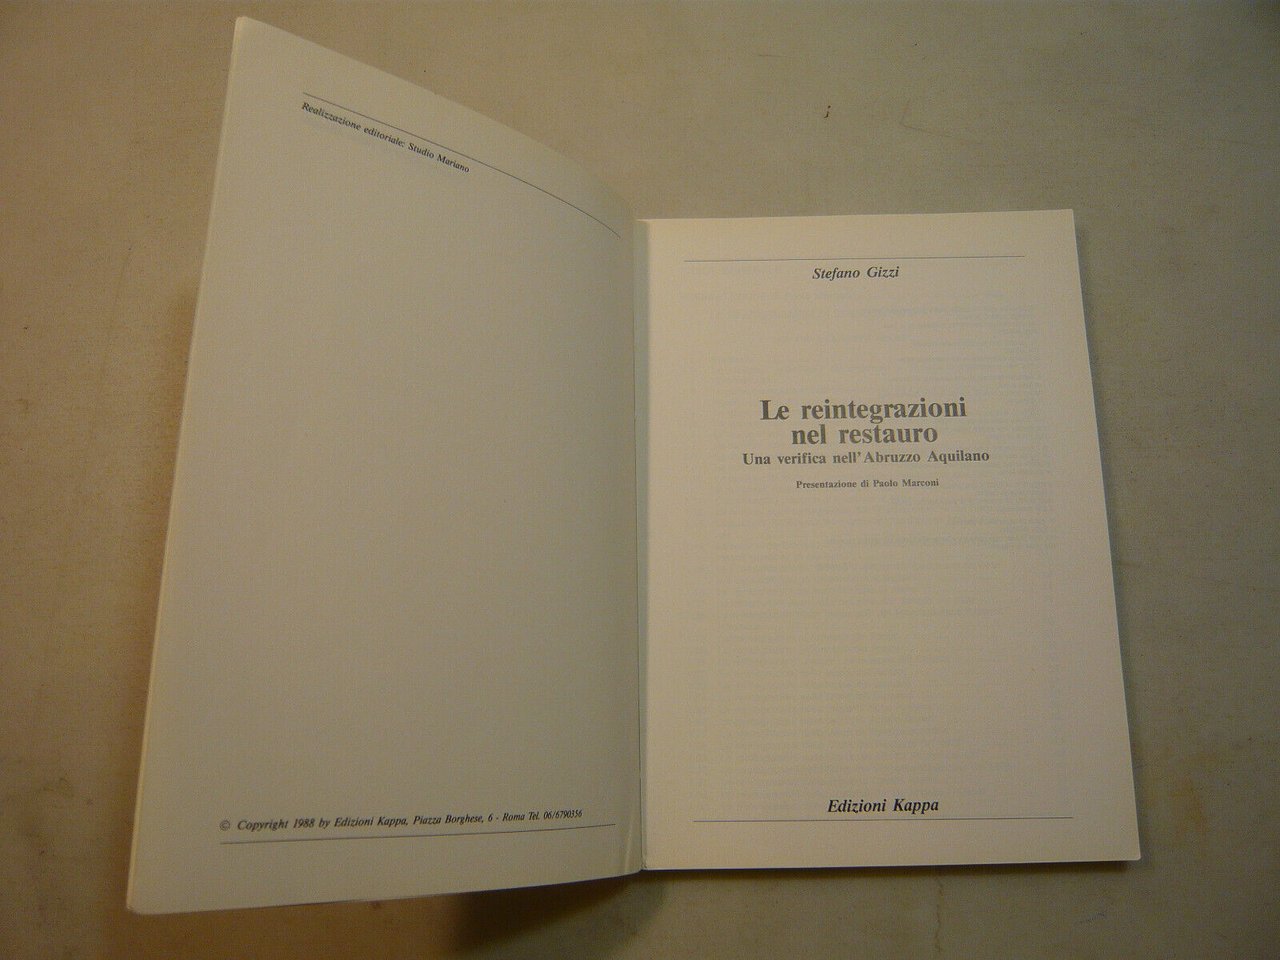 Realizzazione editoriale: Studio Mariano
© Copyright 1988 by Edizioni Kappa, Piazza Borghese, 6 - Roma Tel. 06/6790356
Stefano Gizzi
Le reintegrazioni
nel restauro
Una verifica nell'Abruzzo Aquilano
Presentazione di Paolo Marconi
Edizioni Kappa